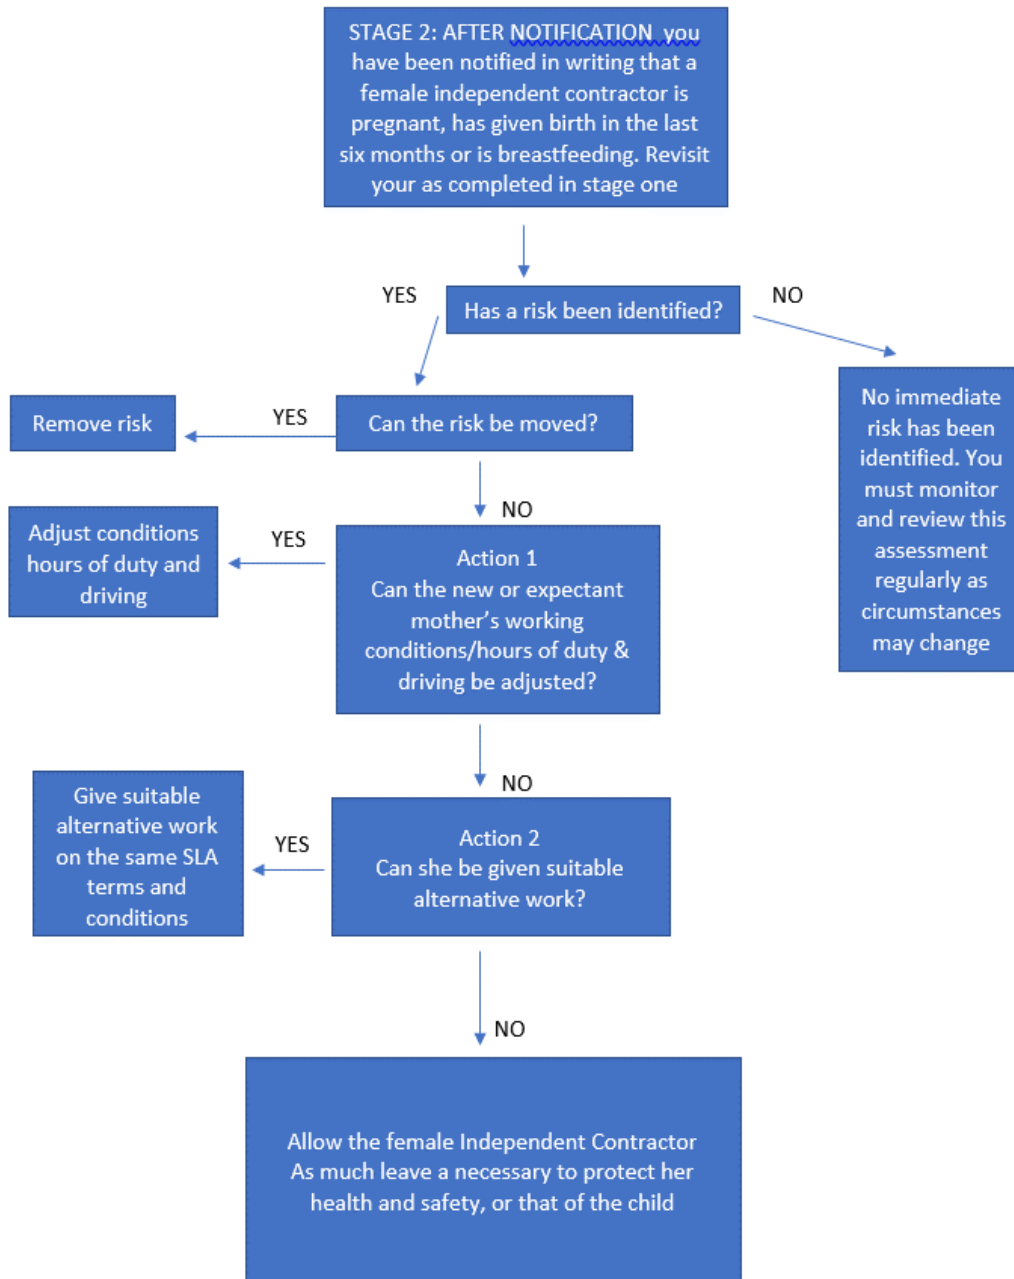 STAGE 2: AFTER NOTIFICATION you
have been notified in writing that a
female independent contractor is
pregnant, has given birth in the last
six months or is breastfeeding. Revisit
your as completed in stage one
YES
Has a risk been identified?
NO
Remove risk
YES
Can the risk be moved?
No immediate
risk has been
identified. You
must monitor
and review this
assessment
regularly as
circumstances
may change
NO
Adjust conditions
hours of duty and
driving
YES
Action 1
Can the new or expectant
mother’s working
conditions/hours of duty &
driving be adjusted?
NO
Give suitable
alternative work
on the same SLA
terms and
conditions
YES
Action 2
Can she be given suitable
alternative work?
NO
Allow the female Independent Contractor
As much leave a necessary to protect her
health and safety, or that of the child